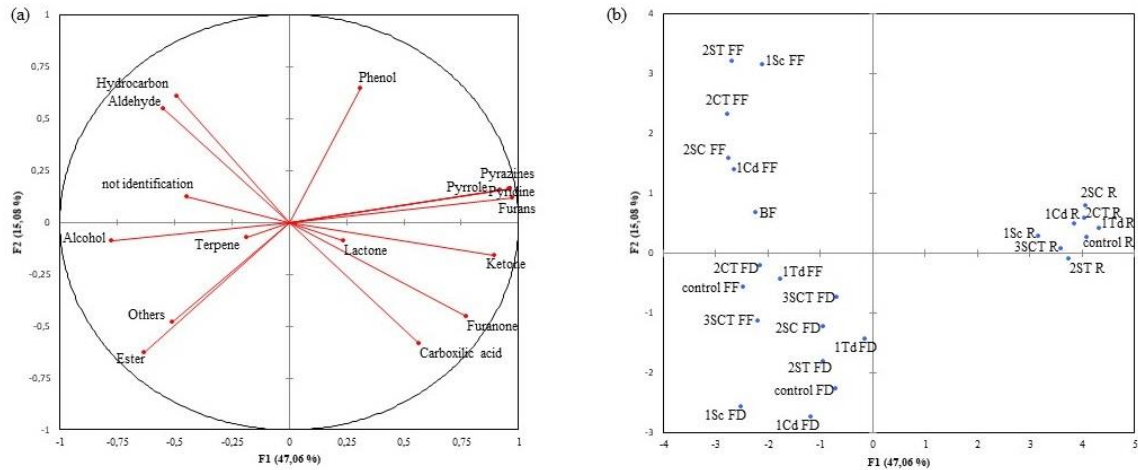 (a)
1
0,75
0,5
0,25
0
-0,25
-0,5
-0,75
-1
F2 (15,08 %)
Hydrocarbon
Aldehyde
Phenol
not identification
Pyrazines
Pyrrole
Pyridine
Furans
Alcohol
Terpene
Lactone
Ketone
Others
Furanone
Ester
Carboxilic acid
-1 -0,75 -0,5 -0,25 0 0,25 0,5 0,75 1
F1 (47,06 %)
(b)
4
3
2
1
0
-1
-2
-3
F2 (15,08 %)
2ST FF
1Sc FF
2CT FF
2SC FF
1Cd FF
BF
2SC R
1Cd R
2CT R
1Td R
1Sc R
control R
3SCT R
2ST R
2CT FD
1Td FF
control FF
3SCT FD
3SCT FF
2SC FD
1Td FD
2ST FD
control FD
1Sc FD
1Cd FD
-4 -3 -2 -1 0 1 2 3 4 5
F1 (47,06 %)